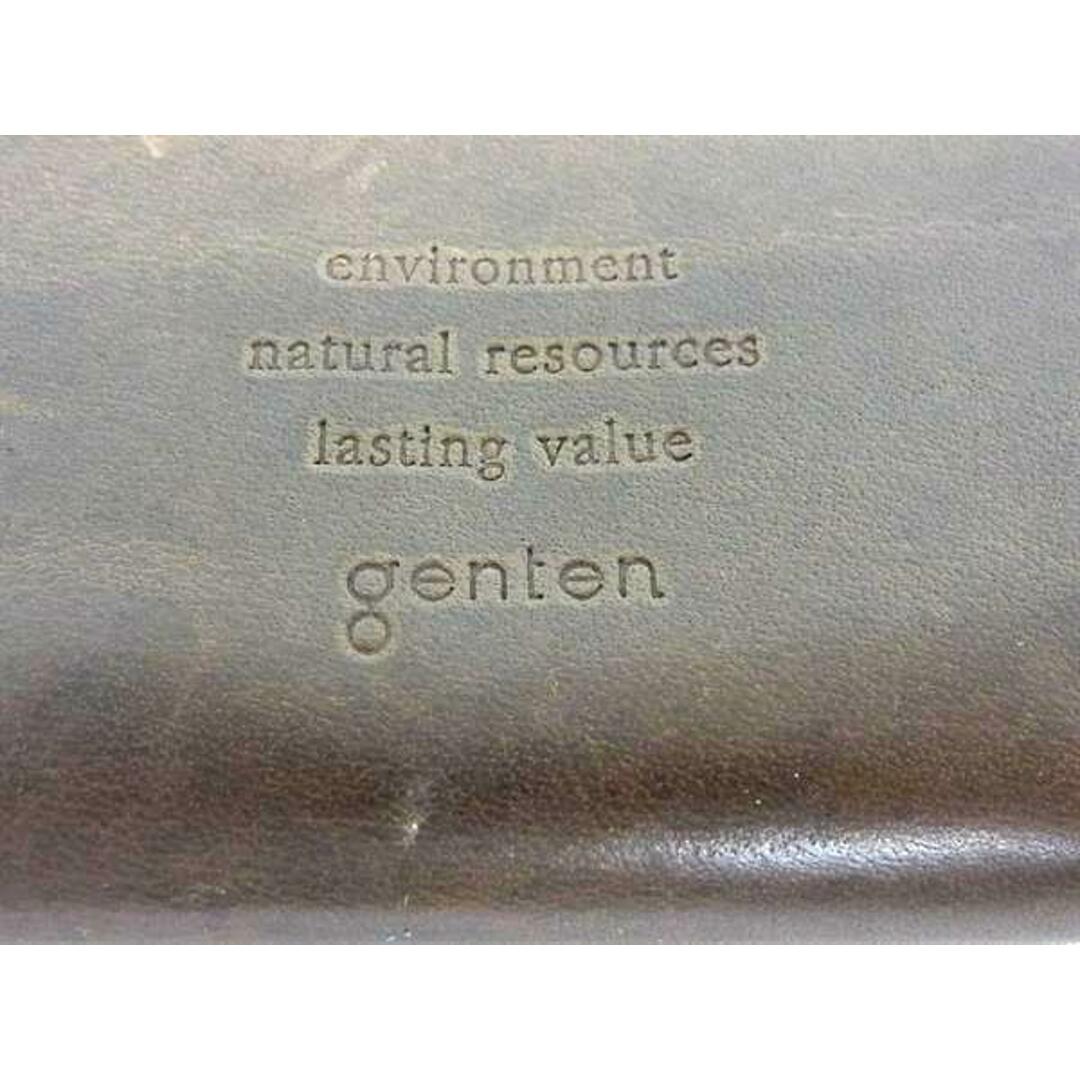 environment
natural resources
lasting value
genten